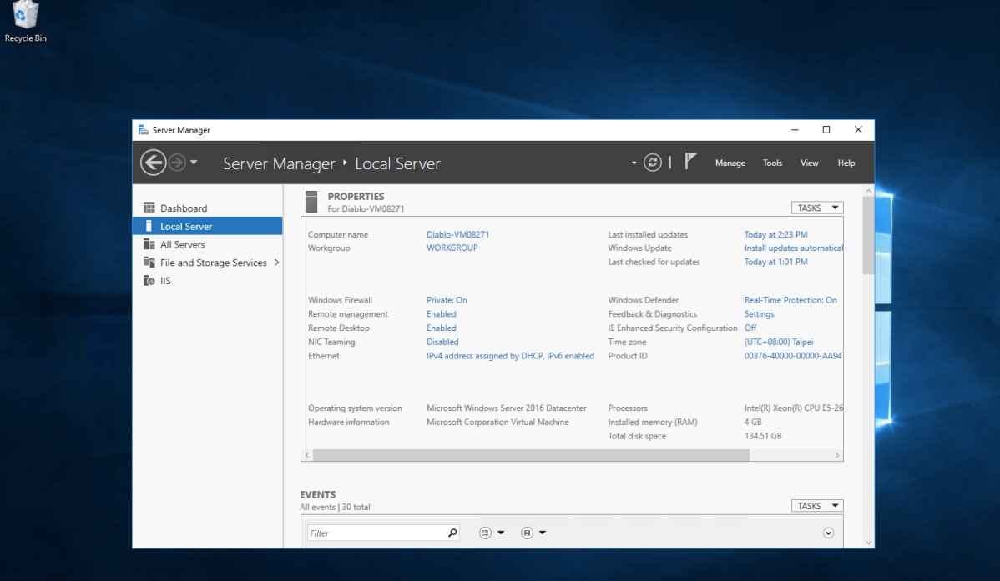 Recycle Bin
Server Manager
Server Manager ‣ Local Server
Manage Tools View Help
Dashboard
Local Server
All Servers
File and Storage Services
IIS
PROPERTIES
For Diablo-VM08271
TASKS
Computer name Diablo-VM08271 Last installed updates Today at 2:23 PM
Workgroup WORKGROUP Windows Update Install updates automatical
Last checked for updates Today at 1:01 PM
Windows Firewall Private: On Windows Defender Real-Time Protection: On
Remote management Enabled Feedback & Diagnostics Settings
Remote Desktop Enabled IE Enhanced Security Configuration Off
NIC Teaming Disabled Time zone (UTC+08:00) Taipei
Ethernet IPv4 address assigned by DHCP, IPv6 enabled Product ID 00376-40000-00000-AA947
Operating system version Microsoft Windows Server 2016 Datacenter Processors Intel(R) Xeon(R) CPU E5-26
Hardware information Microsoft Corporation Virtual Machine Installed memory (RAM) 4 GB
Total disk space 134.51 GB
EVENTS
All events | 30 total
TASKS
Filter